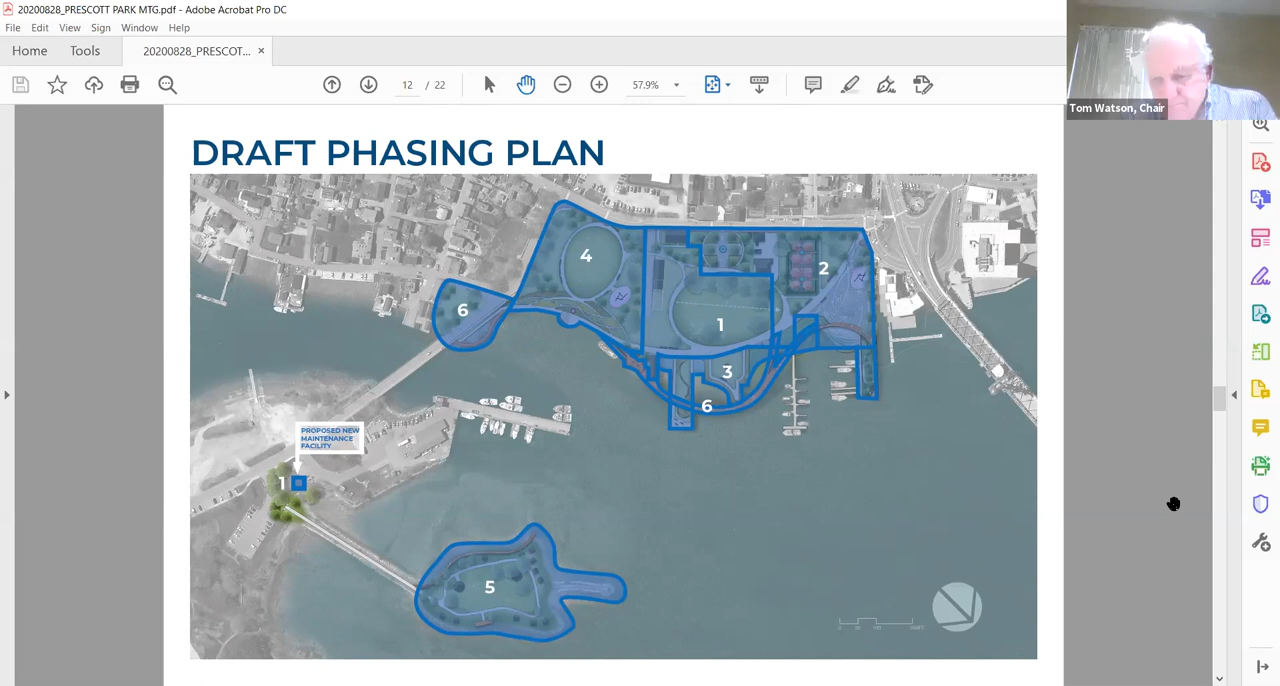 20200828_PRESCOTT PARK MTG.pdf - Adobe Acrobat Pro DC
File Edit View Sign Window Help
Home Tools 20200828_PRESCOT... ×
12 / 22 57.9%
Tom Watson, Chair
DRAFT PHASING PLAN
4
2
6
1
3
6
PROPOSED NEW
MAINTENANCE
FACILITY
1
5